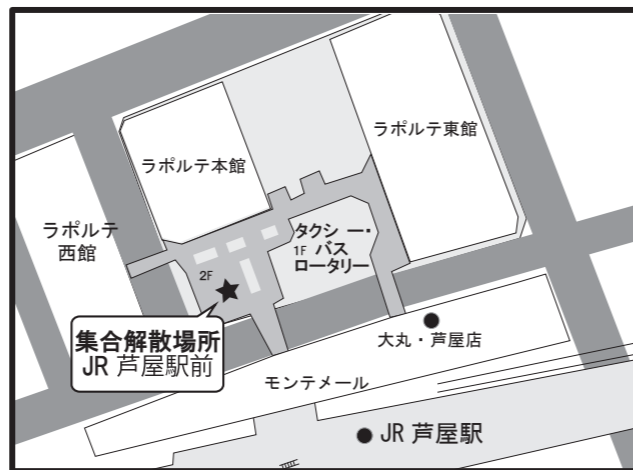 ラポルテ東館
ラポルテ本館
ラポルテ
西館
タクシー・
1F バス
ロータリー
2F
★
集合解散場所
JR 芦屋駅前
大丸・芦屋店
モンテメール
JR 芦屋駅